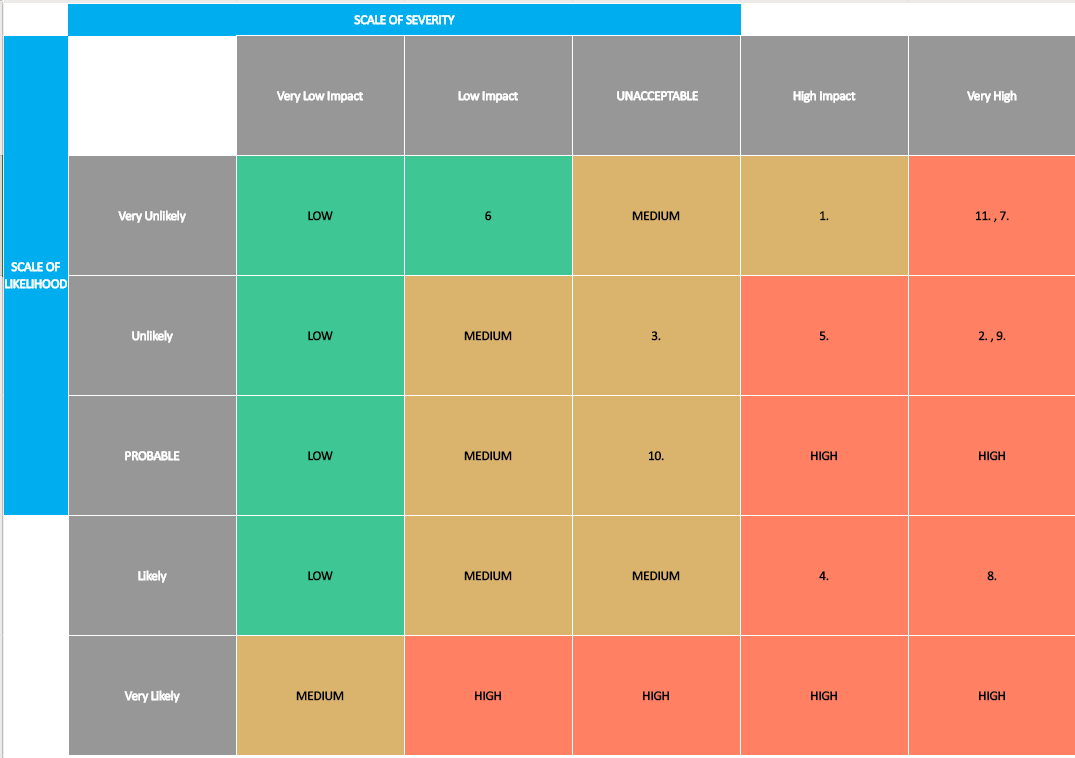 SCALE OF SEVERITY
Very Low Impact
Low Impact
UNACCEPTABLE
High Impact
Very High
SCALE OF
LIKELIHOOD
Very Unlikely
LOW
6
MEDIUM
1.
11. , 7.
Unlikely
LOW
MEDIUM
3.
5.
2. , 9.
PROBABLE
LOW
MEDIUM
10.
HIGH
HIGH
Likely
LOW
MEDIUM
MEDIUM
4.
8.
Very Likely
MEDIUM
HIGH
HIGH
HIGH
HIGH